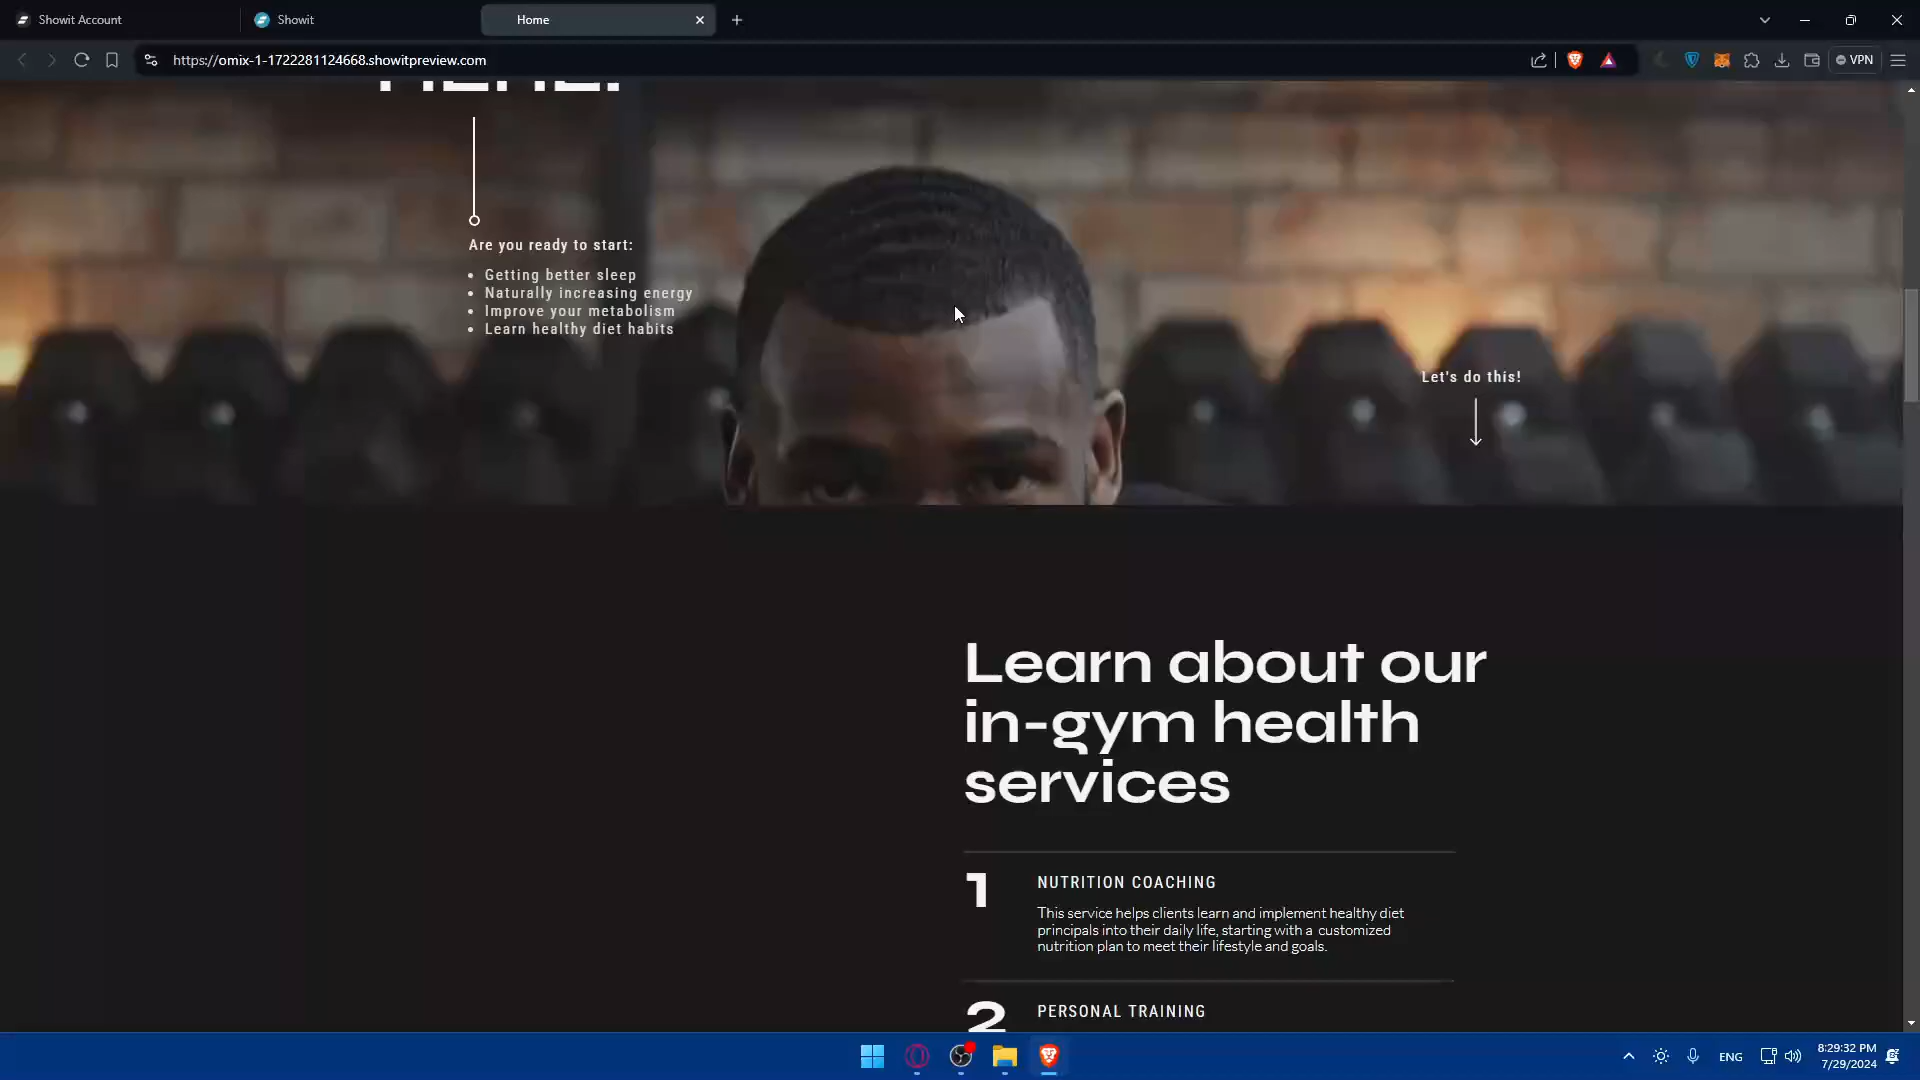 Showit Account
Showit
Home
https://omix-1-1722281124668.showitpreview.com
VPN
Are you ready to start:
• Getting better sleep
• Naturally increasing energy
• Improve your metabolism
• Learn healthy diet habits
Let's do this!
Learn about our
in-gym health
services
1
NUTRITION COACHING
This service helps clients learn and implement healthy diet
principals into their daily life, starting with a customized
nutrition plan to meet their lifestyle and goals.
2
PERSONAL TRAINING
ENG
8:29:32 PM
7/29/2024